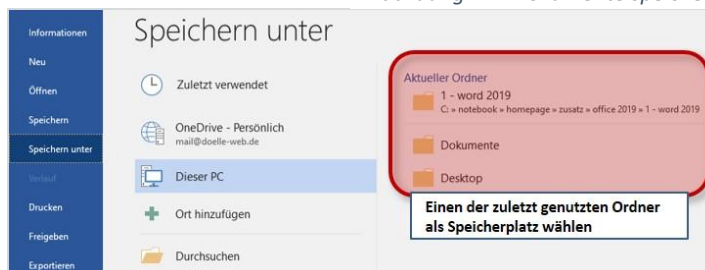 Speichern unter
Informationen
Neu
Öffnen
Speichern
Speichern unter
Verlauf
Drucken
Freigeben
Exportieren
Zuletzt verwendet
OneDrive - Persönlich
mail@doelle-web.de
Dieser PC
Ort hinzufügen
Durchsuchen
Aktueller Ordner
1 - word 2019
C: » notebook » homepage » zusatz » office 2019 » 1 - word 2019
Dokumente
Desktop
Einen der zuletzt genutzten Ordner
als Speicherplatz wählen